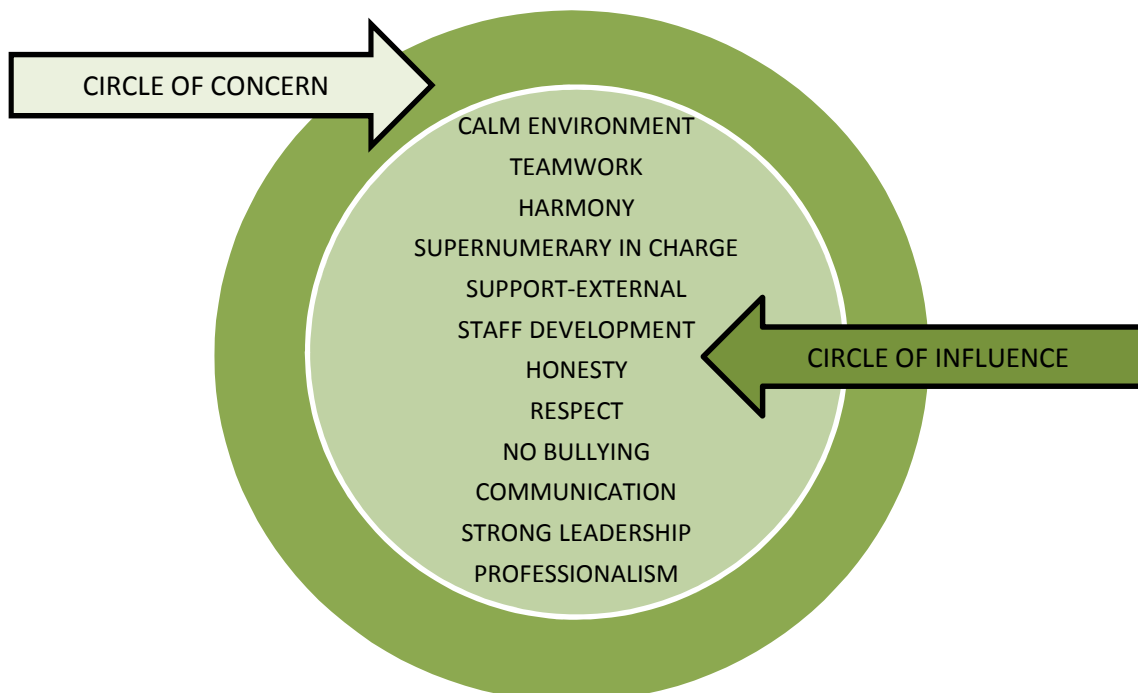 CIRCLE OF CONCERN
CALM ENVIRONMENT
TEAMWORK
HARMONY
SUPERNUMERARY IN CHARGE
SUPPORT-EXTERNAL
STAFF DEVELOPMENT
CIRCLE OF INFLUENCE
HONESTY
RESPECT
NO BULLYING
COMMUNICATION
STRONG LEADERSHIP
PROFESSIONALISM